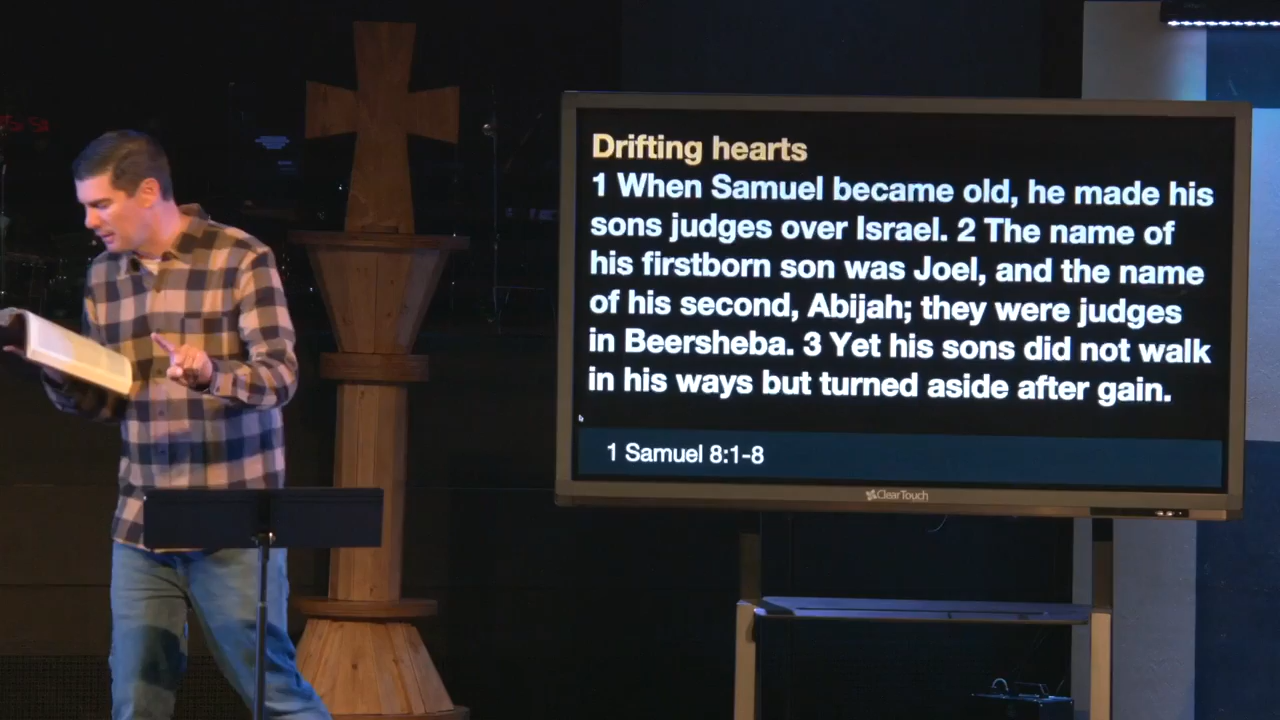 Drifting hearts
1 When Samuel became old, he made his
sons judges over Israel. 2 The name of
his firstborn son was Joel, and the name
of his second, Abijah; they were judges
in Beersheba. 3 Yet his sons did not walk
in his ways but turned aside after gain.
1 Samuel 8:1-8
ClearTouch